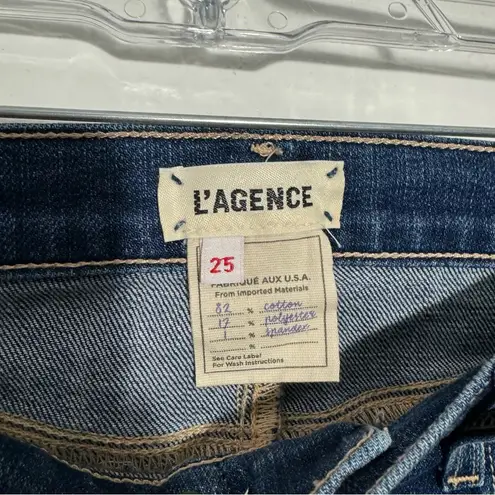 L'AGENCE
25
FABRIQUÉ AUX U.S.A.
From Imported Materials
82 % cotton
17 % polyester
1 % spandex
%
See Care Label
For Wash Instructions